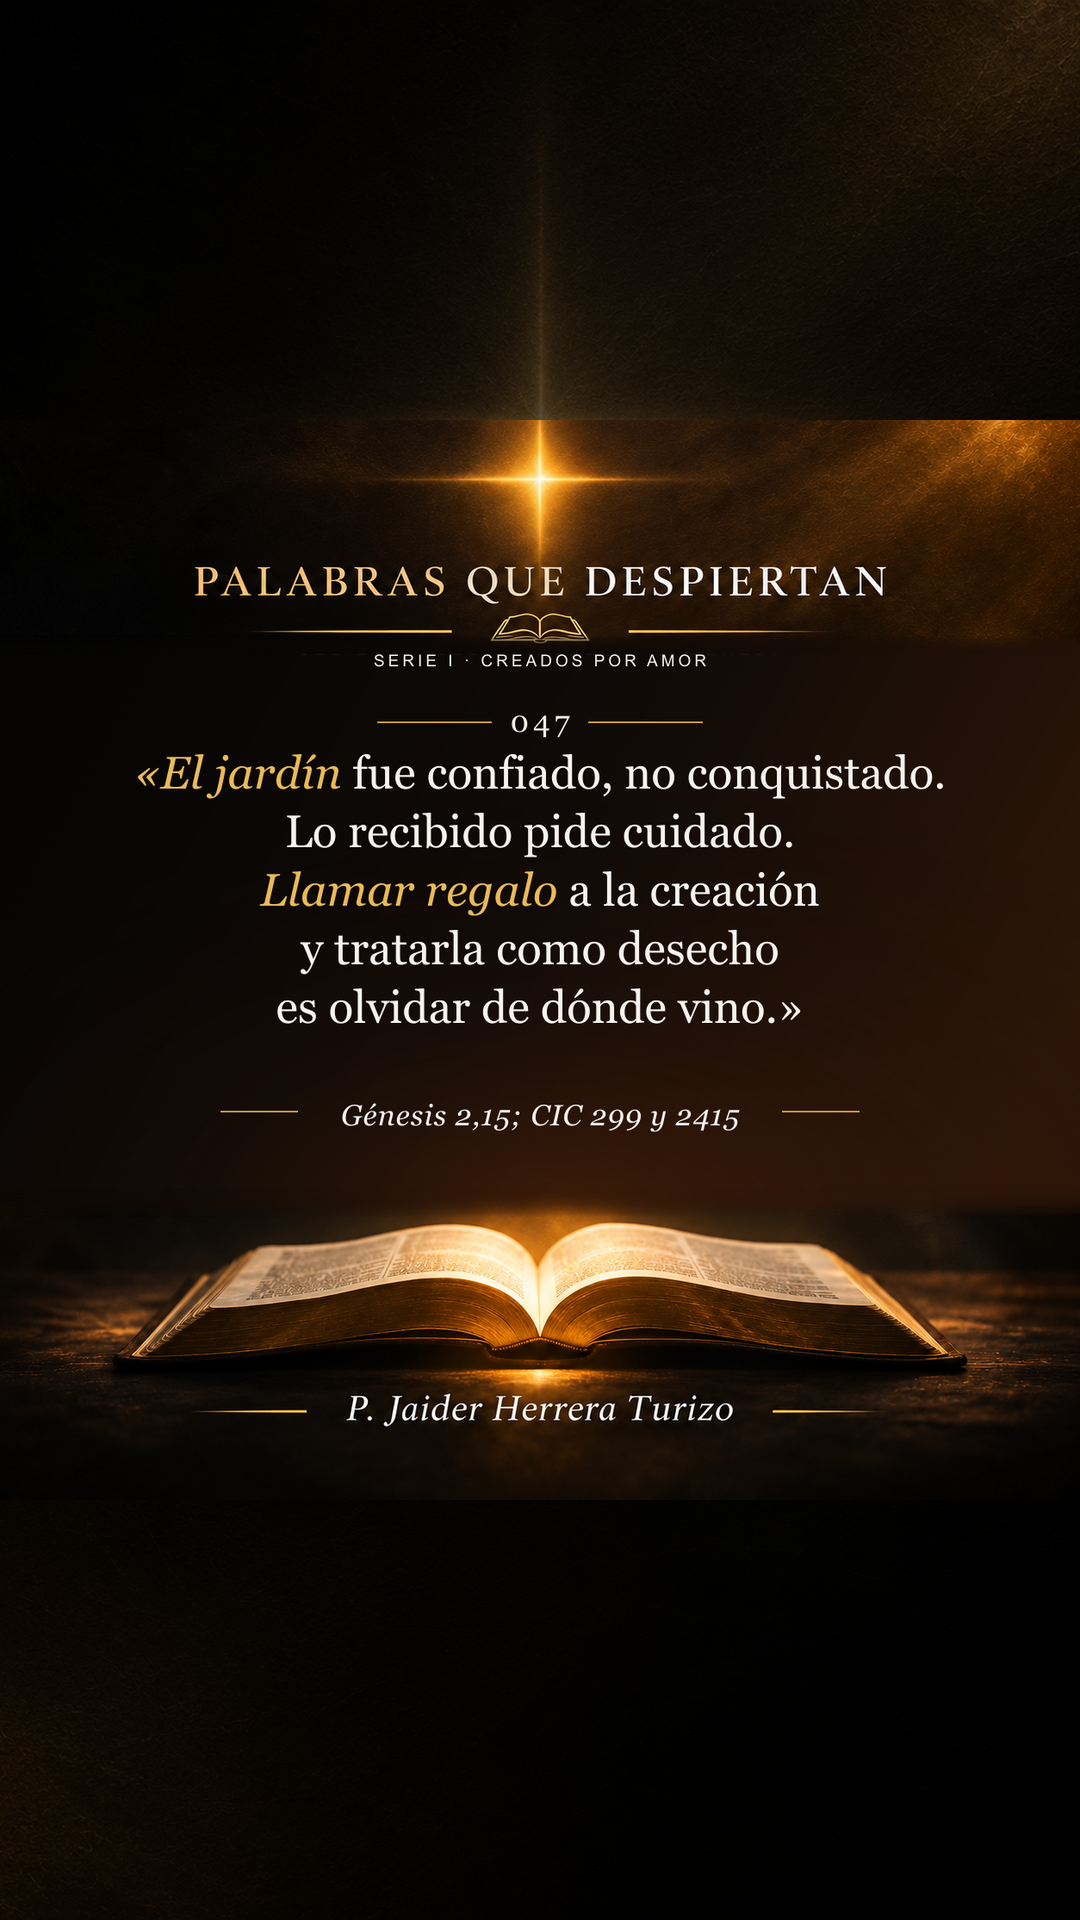 PALABRAS QUE DESPIERTAN
SERIE I · CREADOS POR AMOR
047
«El jardín fue confiado, no conquistado.
Lo recibido pide cuidado.
Llamar regalo a la creación
y tratarla como desecho
es olvidar de dónde vino.»
Génesis 2,15; CIC 299 y 2415
P. Jaider Herrera Turizo